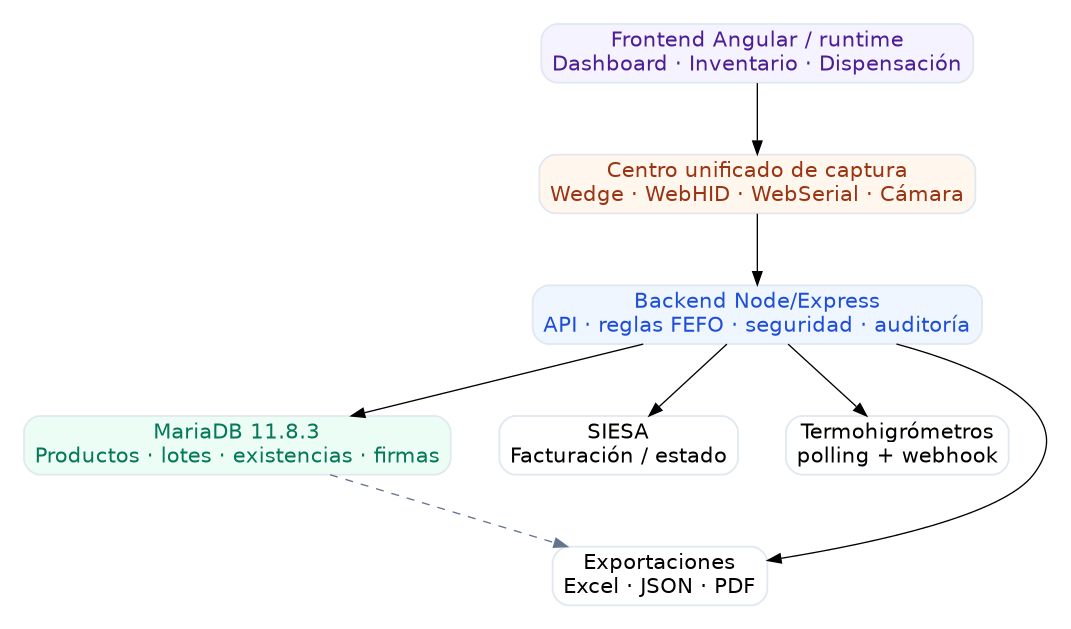 Frontend Angular / runtime
Dashboard · Inventario · Dispensación
Centro unificado de captura
Wedge · WebHID · WebSerial · Cámara
Backend Node/Express
API · reglas FEFO · seguridad · auditoría
MariaDB 11.8.3
Productos · lotes · existencias · firmas
SIESA
Facturación / estado
Termohigrómetros
polling + webhook
Exportaciones
Excel · JSON · PDF